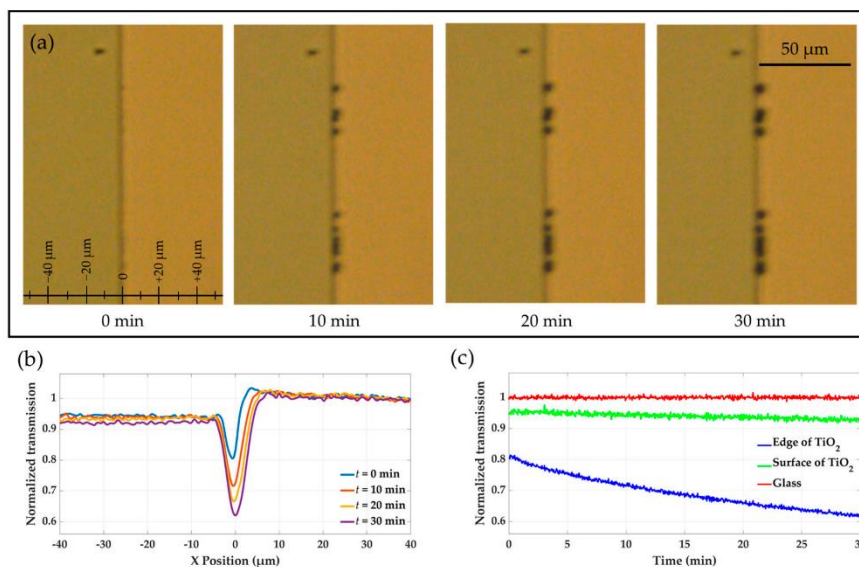 (a)
50 μm
−40 μm
−20 μm
0
+20 μm
+40 μm
0 min
10 min
20 min
30 min
(b)
Normalized transmission
1
0.9
0.8
0.7
0.6
t = 0 min
t = 10 min
t = 20 min
t = 30 min
-40 -30 -20 -10 0 10 20 30 40
X Position (μm)
(c)
Normalized transmission
1
0.9
0.8
0.7
0.6
Edge of TiO₂
Surface of TiO₂
Glass
0 5 10 15 20 25 30
Time (min)